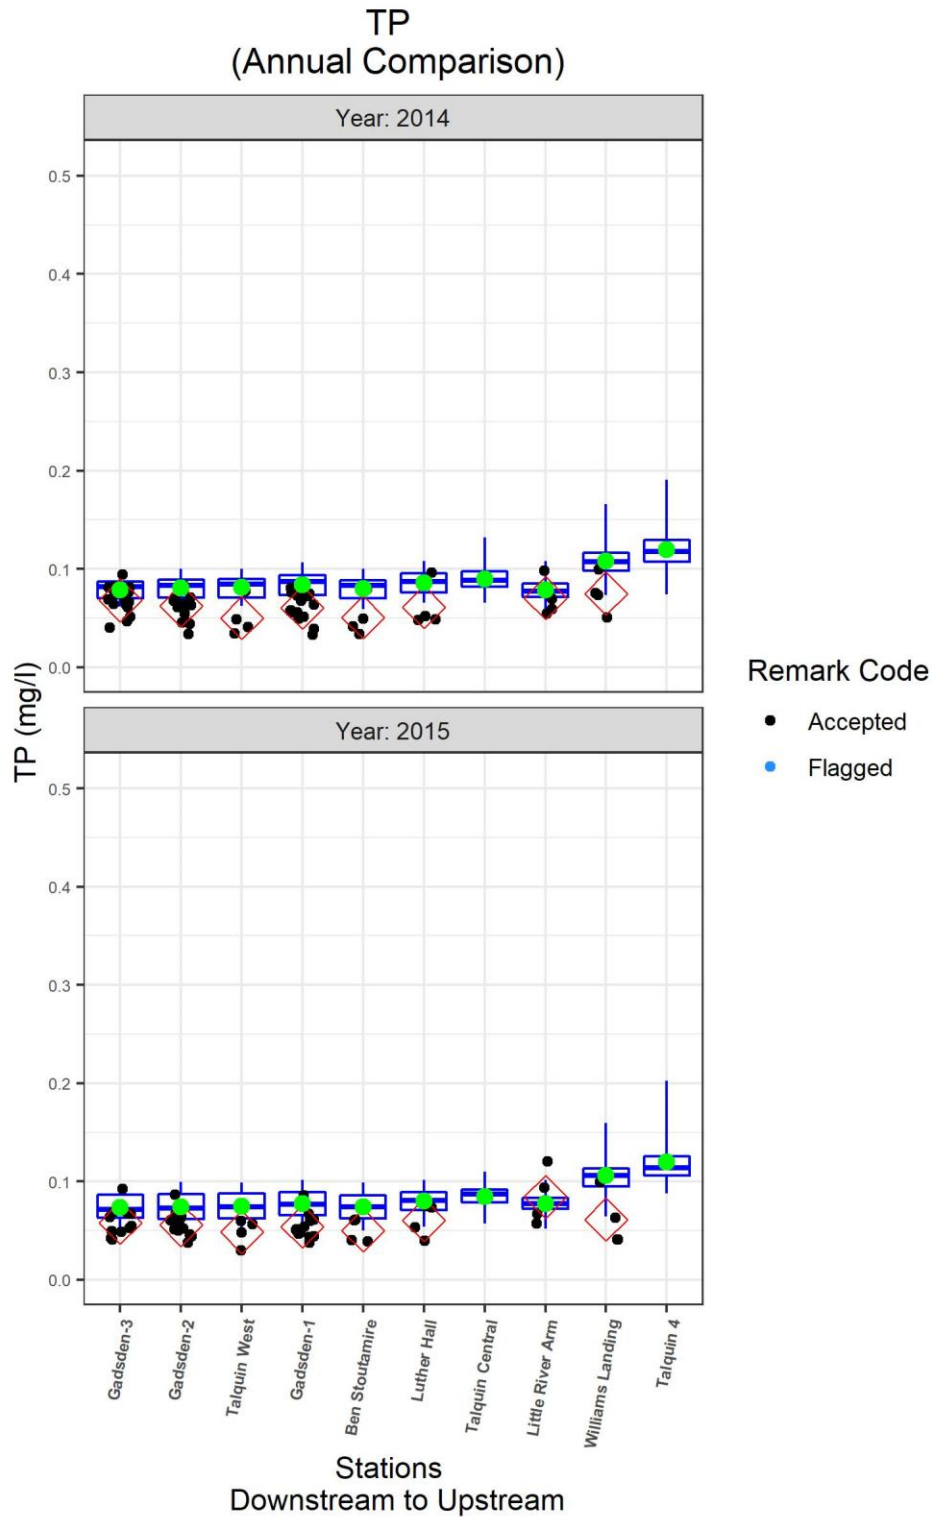 TP
(Annual Comparison)
Year: 2014
0.5
0.4
0.3
0.2
0.1
0.0
Year: 2015
0.5
0.4
0.3
0.2
0.1
0.0
TP (mg/l)
Gadsden-3
Gadsden-2
Talquin West
Gadsden-1
Ben Stoutamire
Luther Hall
Talquin Central
Little River Arm
Williams Landing
Talquin 4
Stations
Downstream to Upstream
Remark Code
Accepted
Flagged